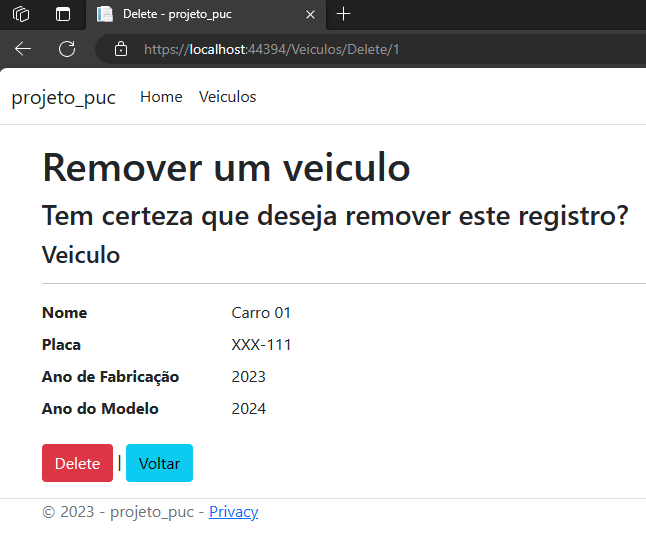 Delete - projeto_puc
https://localhost:44394/Veiculos/Delete/1
projeto_puc Home Veiculos
Remover um veiculo
Tem certeza que deseja remover este registro?
Veiculo
Nome Carro 01
Placa XXX-111
Ano de Fabricação 2023
Ano do Modelo 2024
Delete | Voltar
© 2023 - projeto_puc - Privacy